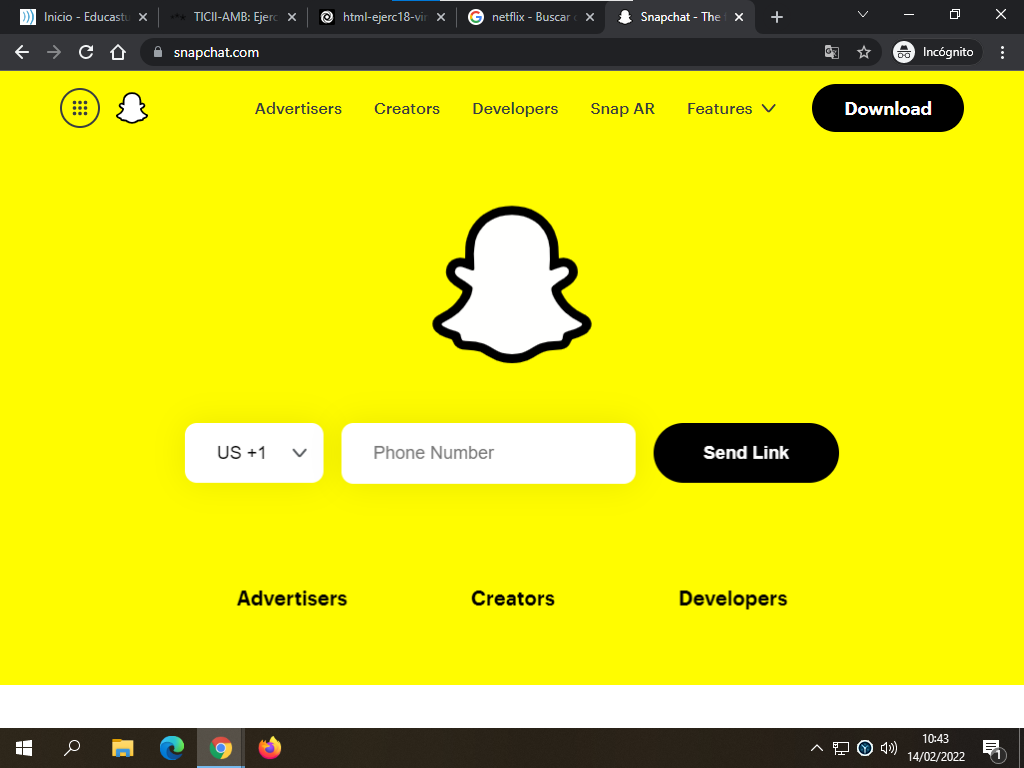 Inicio - Educastu
TICII-AMB: Ejerc
html-ejerc18-vir
netflix - Buscar c
Snapchat - The
snapchat.com
Incógnito
Advertisers
Creators
Developers
Snap AR
Features
Download
US +1
Phone Number
Send Link
Advertisers
Creators
Developers
10:43
14/02/2022
1